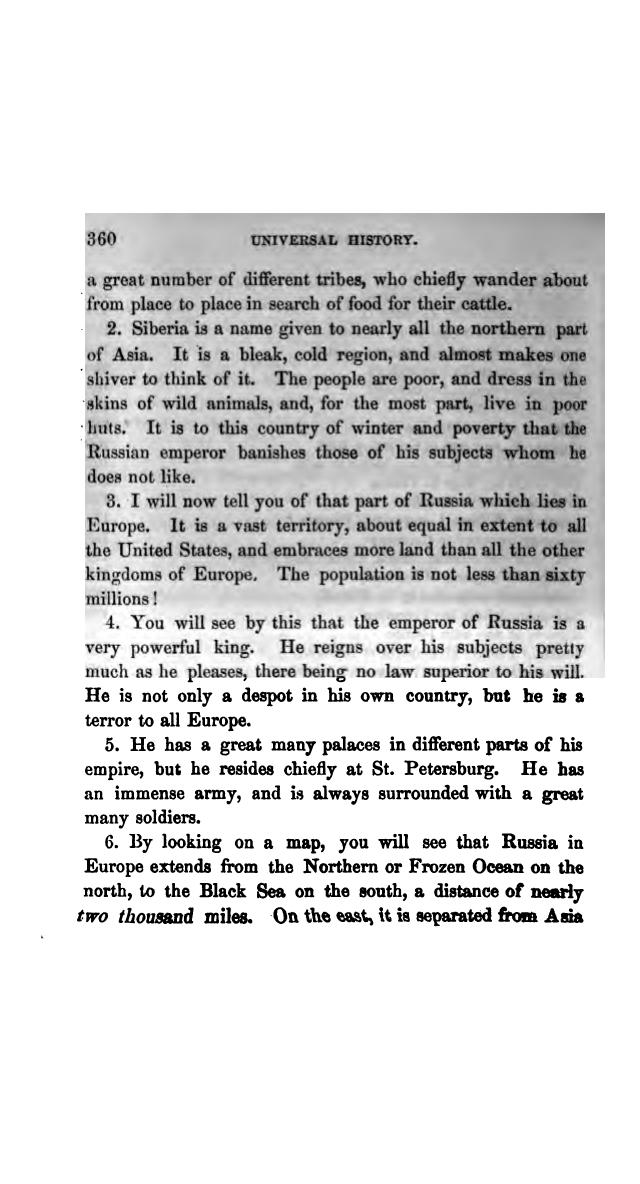 360 UNIVERSAL HISTORY.
a great number of different tribes, who chiefly wander about
from place to place in search of food for their cattle.
2. Siberia is a name given to nearly all the northern part
of Asia. It is a bleak, cold region, and almost makes one
shiver to think of it. The people are poor, and dress in the
skins of wild animals, and, for the most part, live in poor
huts. It is to this country of winter and poverty that the
Russian emperor banishes those of his subjects whom he
does not like.
3. I will now tell you of that part of Russia which lies in
Europe. It is a vast territory, about equal in extent to all
the United States, and embraces more land than all the other
kingdoms of Europe. The population is not less than sixty
millions!
4. You will see by this that the emperor of Russia is a
very powerful king. He reigns over his subjects pretty
much as he pleases, there being no law superior to his will.
He is not only a despot in his own country, but he is a
terror to all Europe.
5. He has a great many palaces in different parts of his
empire, but he resides chiefly at St. Petersburg. He has
an immense army, and is always surrounded with a great
many soldiers.
6. By looking on a map, you will see that Russia in
Europe extends from the Northern or Frozen Ocean on the
north, to the Black Sea on the south, a distance of nearly
two thousand miles. On the east, it is separated from Asia